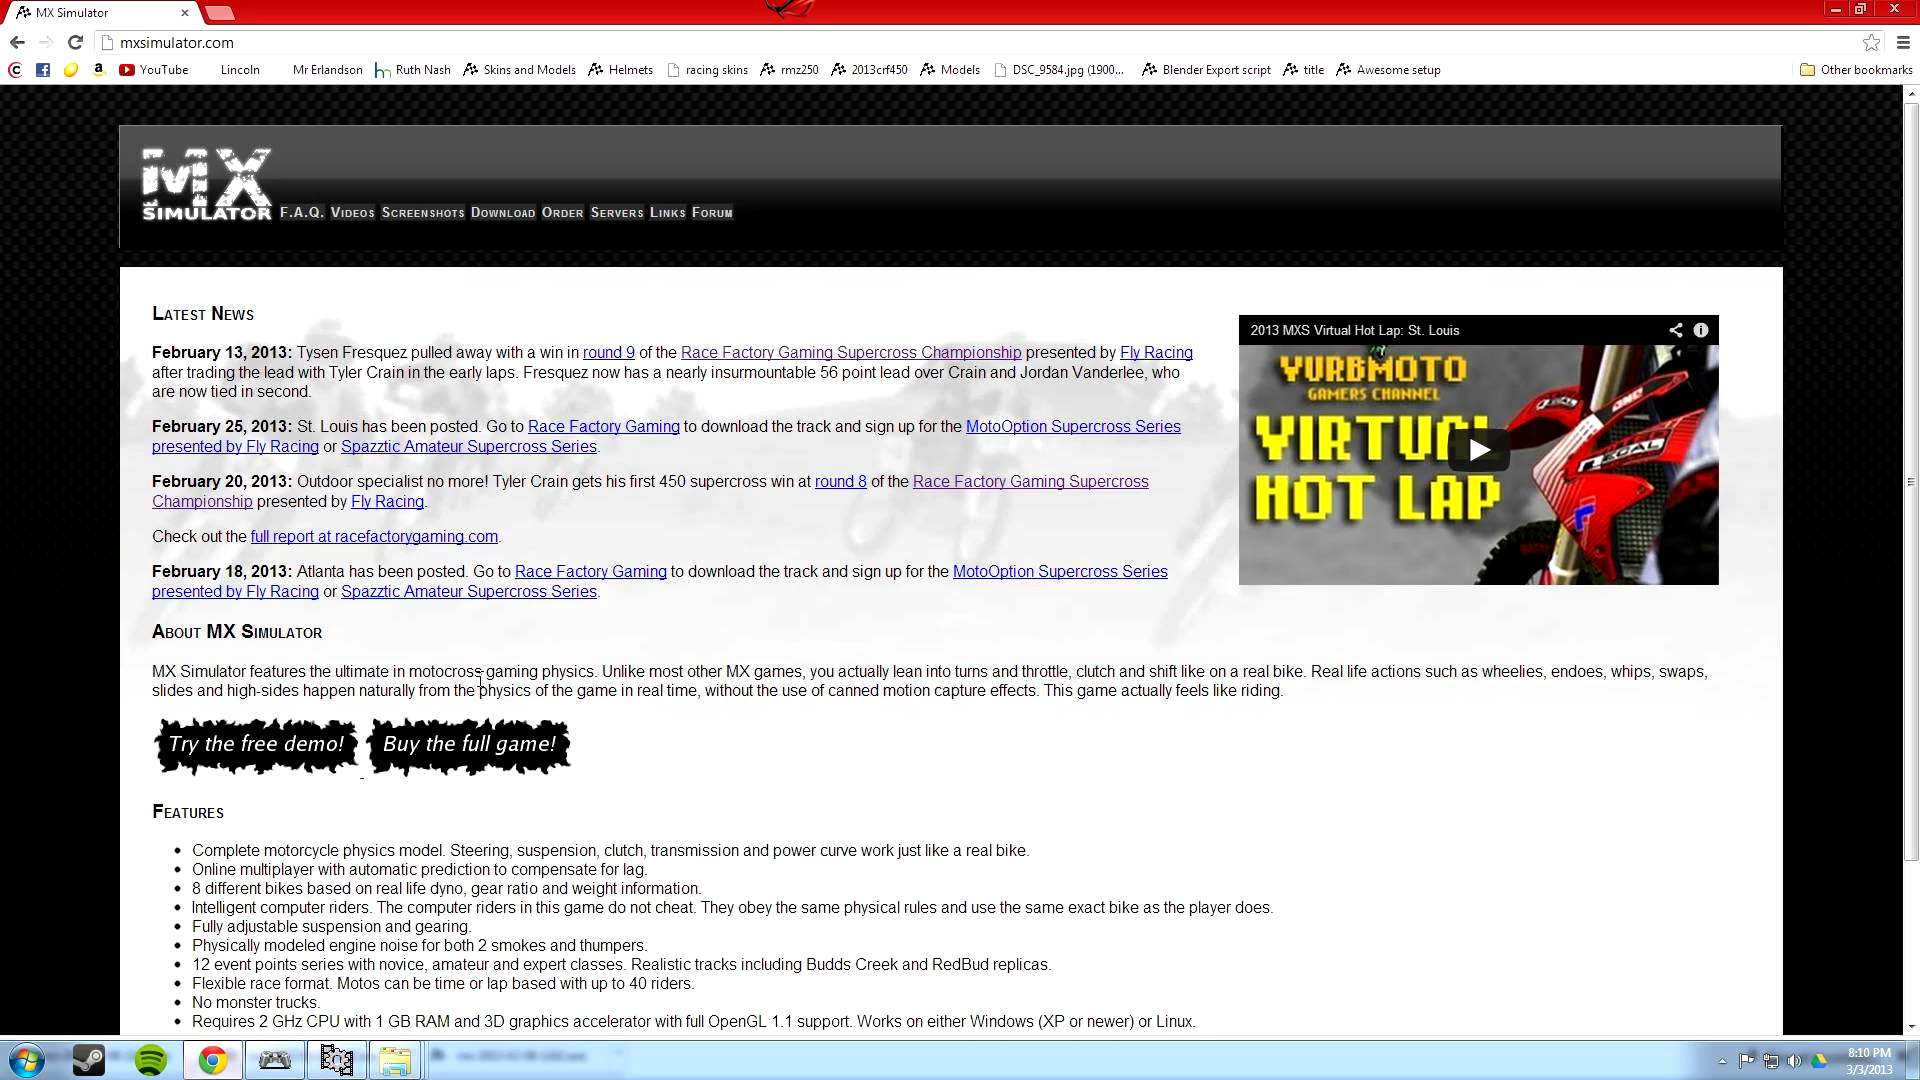 MX Simulator
mxsimulator.com
YouTube Lincoln Mr Erlandson Ruth Nash Skins and Models Helmets racing skins rmz250 2013crf450 Models DSC_9584.jpg (1900... Blender Export script title Awesome setup Other bookmarks
MX
SIMULATOR
F.A.Q. Videos Screenshots Download Order Servers Links Forum
Latest News
February 13, 2013: Tysen Fresquez pulled away with a win in round 9 of the Race Factory Gaming Supercross Championship presented by Fly Racing
after trading the lead with Tyler Crain in the early laps. Fresquez now has a nearly insurmountable 56 point lead over Crain and Jordan Vanderlee, who
are now tied in second.
February 25, 2013: St. Louis has been posted. Go to Race Factory Gaming to download the track and sign up for the MotoOption Supercross Series
presented by Fly Racing or Spazztic Amateur Supercross Series.
February 20, 2013: Outdoor specialist no more! Tyler Crain gets his first 450 supercross win at round 8 of the Race Factory Gaming Supercross
Championship presented by Fly Racing.
Check out the full report at racefactorygaming.com.
February 18, 2013: Atlanta has been posted. Go to Race Factory Gaming to download the track and sign up for the MotoOption Supercross Series
presented by Fly Racing or Spazztic Amateur Supercross Series.
2013 MXS Virtual Hot Lap: St. Louis
YURBMOTO
GAMERS CHANNEL
VIRTUAL
HOT LAP
About MX Simulator
MX Simulator features the ultimate in motocross gaming physics. Unlike most other MX games, you actually lean into turns and throttle, clutch and shift like on a real bike. Real life actions such as wheelies, endoes, whips, swaps,
slides and high-sides happen naturally from the physics of the game in real time, without the use of canned motion capture effects. This game actually feels like riding.
Try the free demo! Buy the full game!
Features
Complete motorcycle physics model. Steering, suspension, clutch, transmission and power curve work just like a real bike.
Online multiplayer with automatic prediction to compensate for lag.
8 different bikes based on real life dyno, gear ratio and weight information.
Intelligent computer riders. The computer riders in this game do not cheat. They obey the same physical rules and use the same exact bike as the player does.
Fully adjustable suspension and gearing.
Physically modeled engine noise for both 2 smokes and thumpers.
12 event points series with novice, amateur and expert classes. Realistic tracks including Budds Creek and RedBud replicas.
Flexible race format. Motos can be time or lap based with up to 40 riders.
No monster trucks.
Requires 2 GHz CPU with 1 GB RAM and 3D graphics accelerator with full OpenGL 1.1 support. Works on either Windows (XP or newer) or Linux.
8:10 PM
3/3/2013